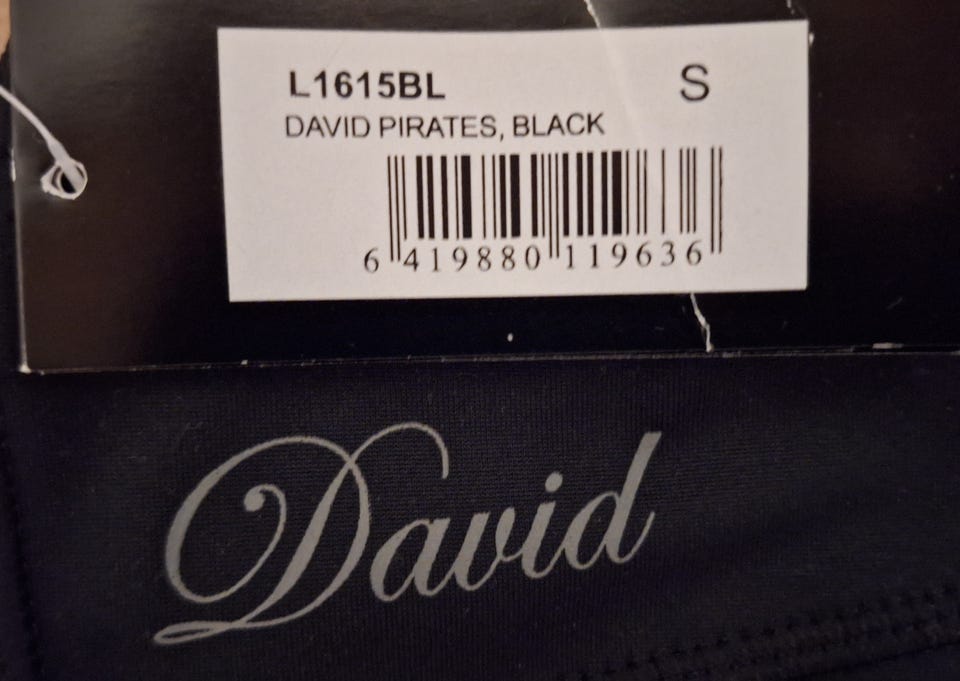 L1615BL S
DAVID PIRATES, BLACK
6 419880 119636
David